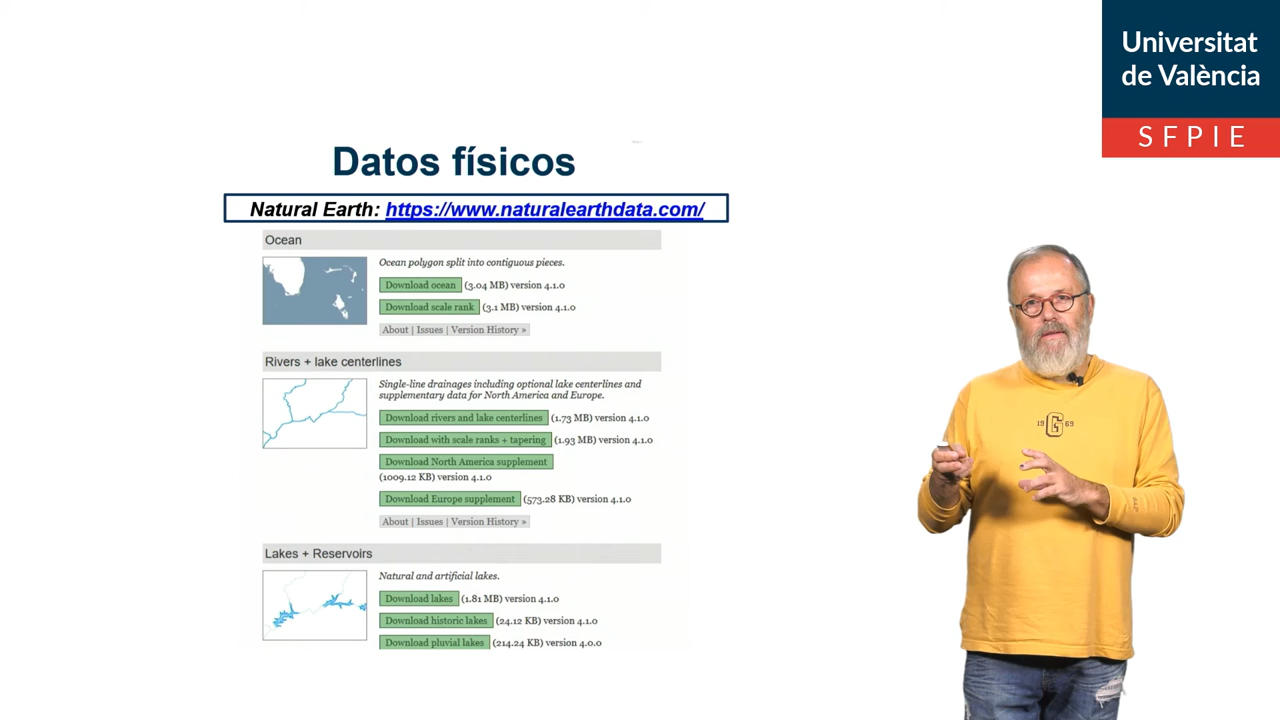 Universitat
de València
SFPIE
Datos físicos
Natural Earth: https://www.naturalearthdata.com/
Ocean
Ocean polygon split into contiguous pieces.
Download ocean (3.04 MB) version 4.1.0
Download scale rank (3.1 MB) version 4.1.0
About | Issues | Version History »
Rivers + lake centerlines
Single-line drainages including optional lake centerlines and
supplementary data for North America and Europe.
Download rivers and lake centerlines (1.73 MB) version 4.1.0
Download with scale ranks + tapering (1.93 MB) version 4.1.0
Download North America supplement
(1009.12 KB) version 4.1.0
Download Europe supplement (573.28 KB) version 4.1.0
About | Issues | Version History »
Lakes + Reservoirs
Natural and artificial lakes.
Download lakes (1.81 MB) version 4.1.0
Download historic lakes (24.12 KB) version 4.1.0
Download pluvial lakes (214.24 KB) version 4.0.0
19 G 69